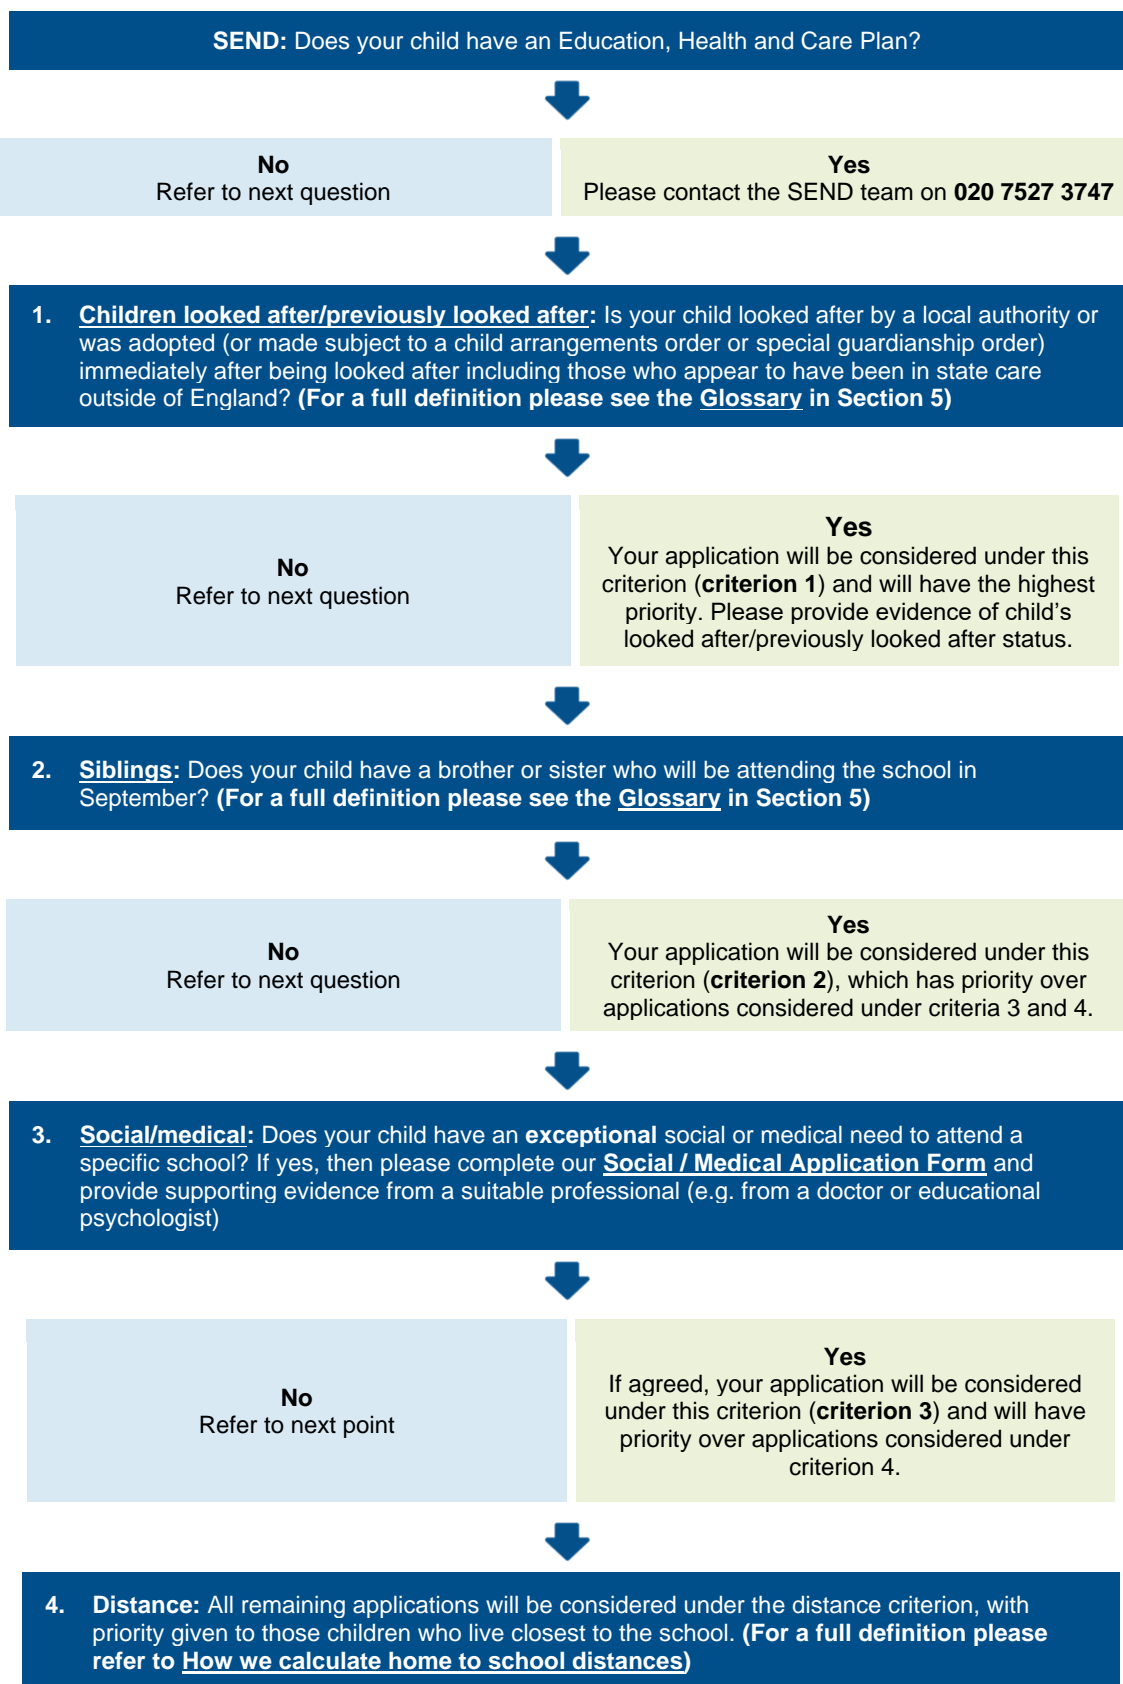 SEND: Does your child have an Education, Health and Care Plan?
No
Refer to next question
Yes
Please contact the SEND team on 020 7527 3747
1. Children looked after/previously looked after: Is your child looked after by a local authority or
was adopted (or made subject to a child arrangements order or special guardianship order)
immediately after being looked after including those who appear to have been in state care
outside of England? (For a full definition please see the Glossary in Section 5)
No
Refer to next question
Yes
Your application will be considered under this
criterion (criterion 1) and will have the highest
priority. Please provide evidence of child’s
looked after/previously looked after status.
2. Siblings: Does your child have a brother or sister who will be attending the school in
September? (For a full definition please see the Glossary in Section 5)
No
Refer to next question
Yes
Your application will be considered under this
criterion (criterion 2), which has priority over
applications considered under criteria 3 and 4.
3. Social/medical: Does your child have an exceptional social or medical need to attend a
specific school? If yes, then please complete our Social / Medical Application Form and
provide supporting evidence from a suitable professional (e.g. from a doctor or educational
psychologist)
No
Refer to next point
Yes
If agreed, your application will be considered
under this criterion (criterion 3) and will have
priority over applications considered under
criterion 4.
4. Distance: All remaining applications will be considered under the distance criterion, with
priority given to those children who live closest to the school. (For a full definition please
refer to How we calculate home to school distances)